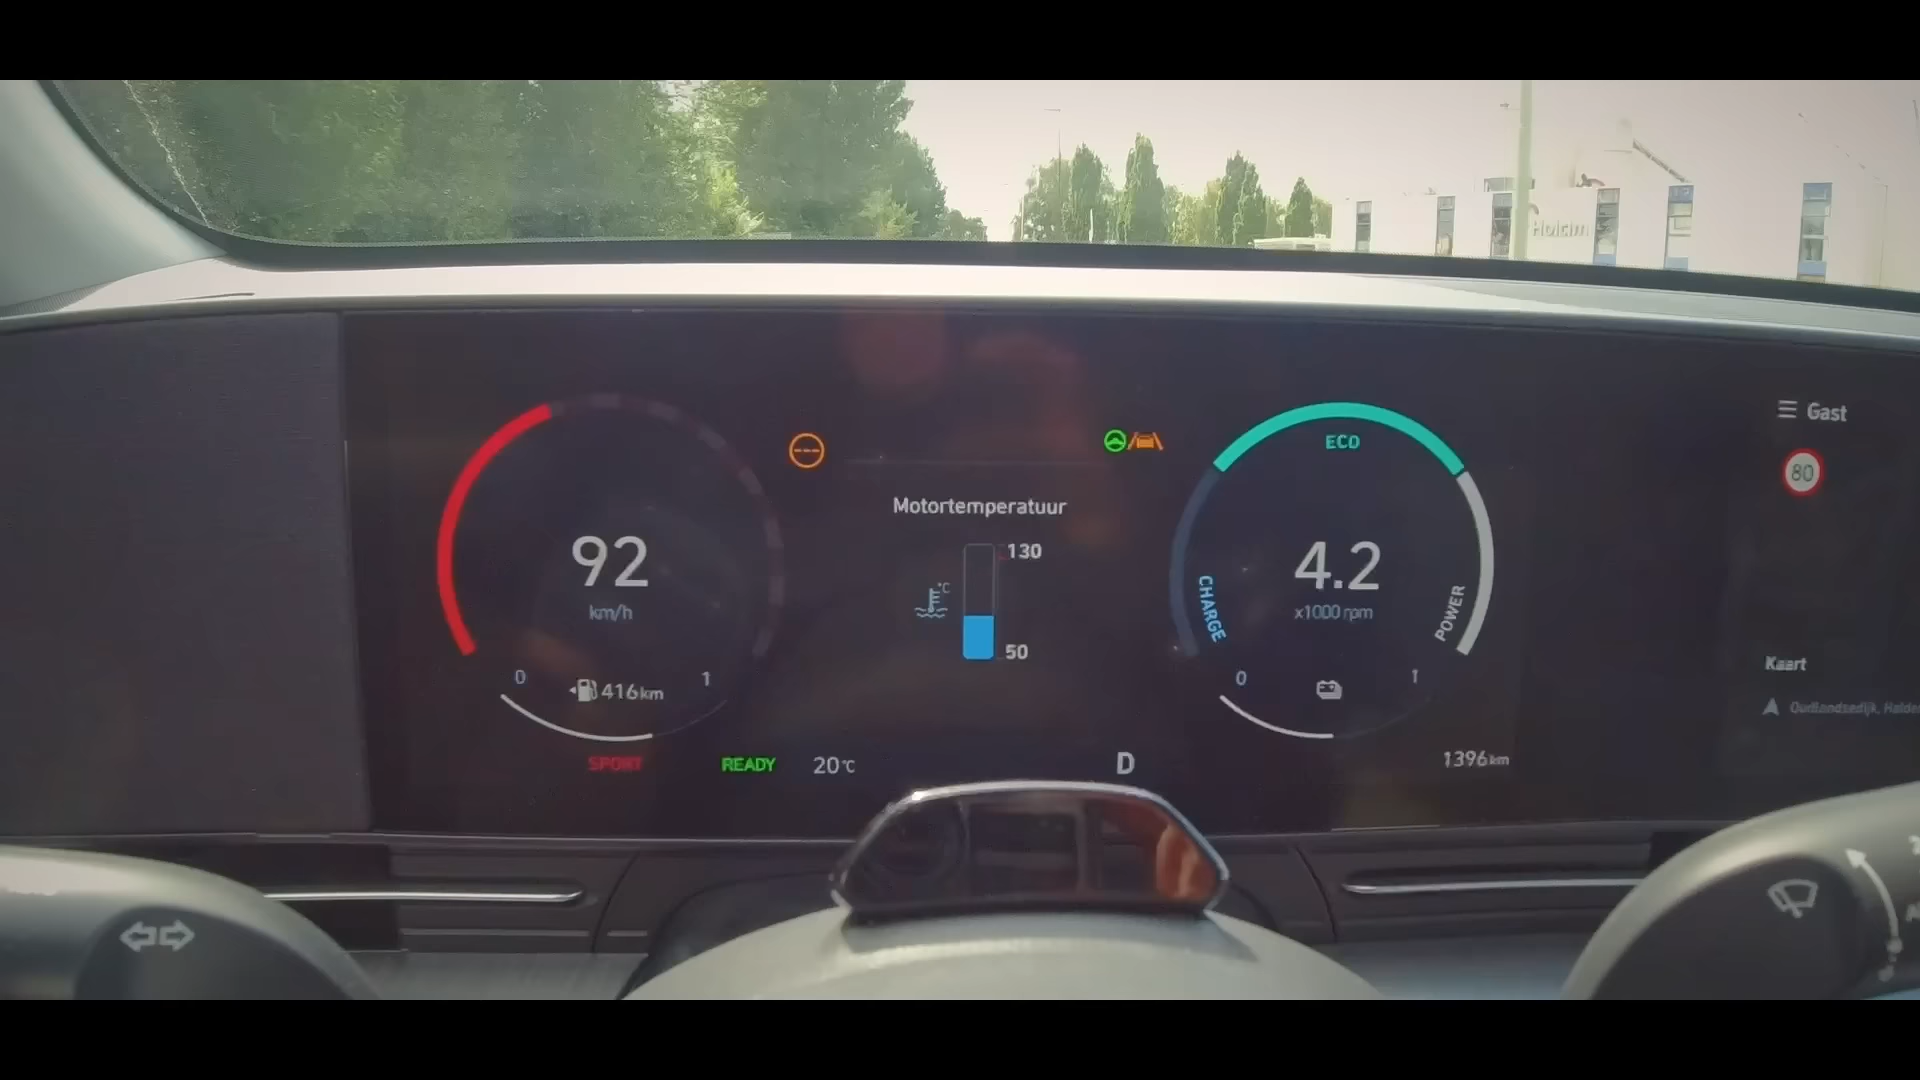 Holcim
Gast
80
ECO
Motortemperatuur
130
°C
50
92
km/h
4.2
x1000 rpm
CHARGE
POWER
0
1
416km
0
1
Kaart
SPORT
READY
20°C
D
1396km